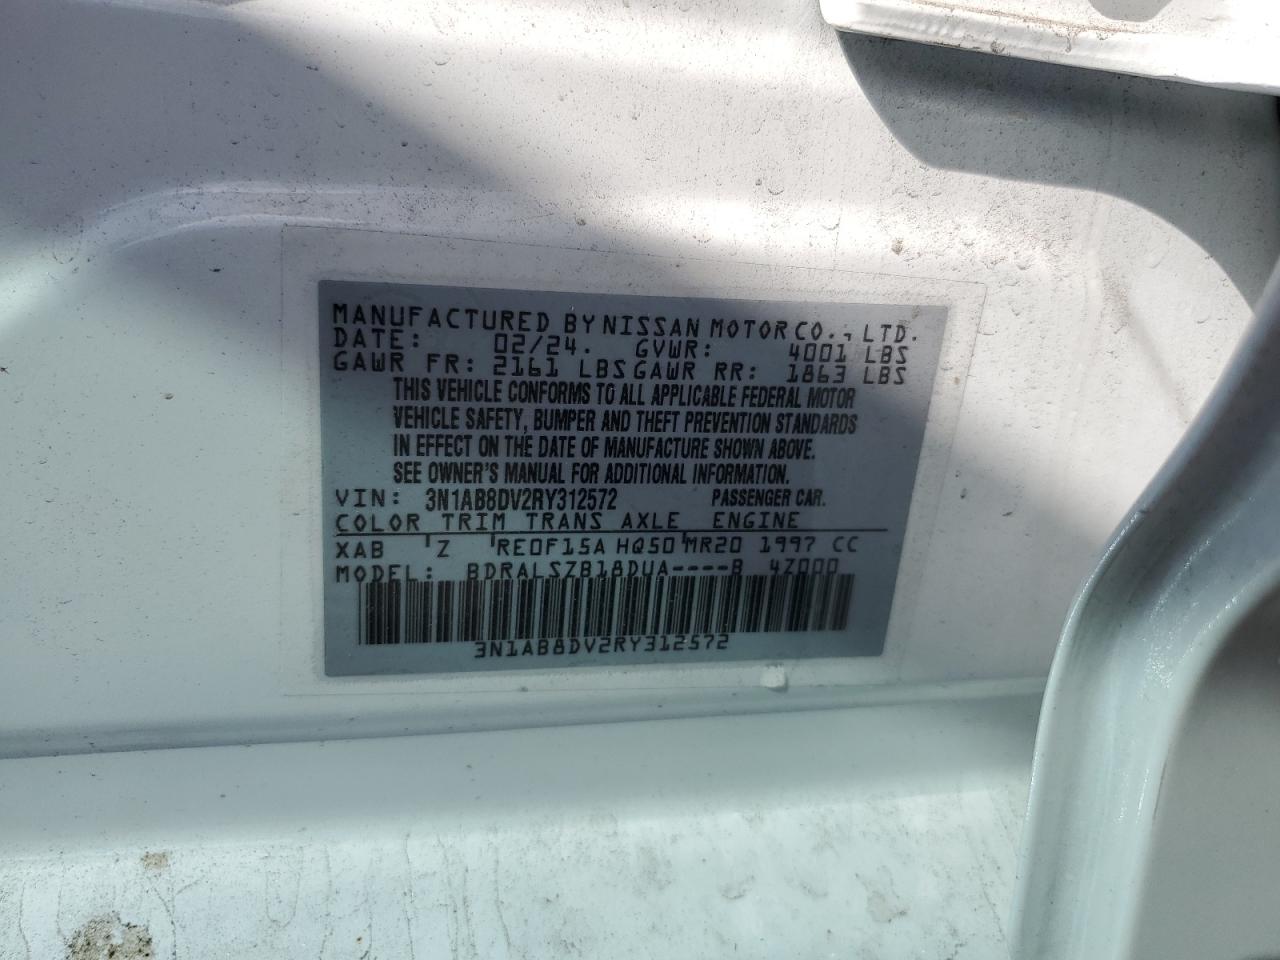 MANUFACTURED BY NISSAN MOTOR CO., LTD.
DATE: 02/24. GVWR: 4001 LBS
GAWR FR: 2161 LBS GAWR RR: 1863 LBS
THIS VEHICLE CONFORMS TO ALL APPLICABLE FEDERAL MOTOR
VEHICLE SAFETY, BUMPER AND THEFT PREVENTION STANDARDS
IN EFFECT ON THE DATE OF MANUFACTURE SHOWN ABOVE.
SEE OWNER'S MANUAL FOR ADDITIONAL INFORMATION.
VIN: 3N1AB8DV2RY312572 PASSENGER CAR.
COLOR TRIM TRANS AXLE ENGINE
XAB Z RE0F15A HQ50 MR20 1997 CC
MODEL: BDRALSZB18DUA----B 4Z000
3N1AB8DV2RY312572